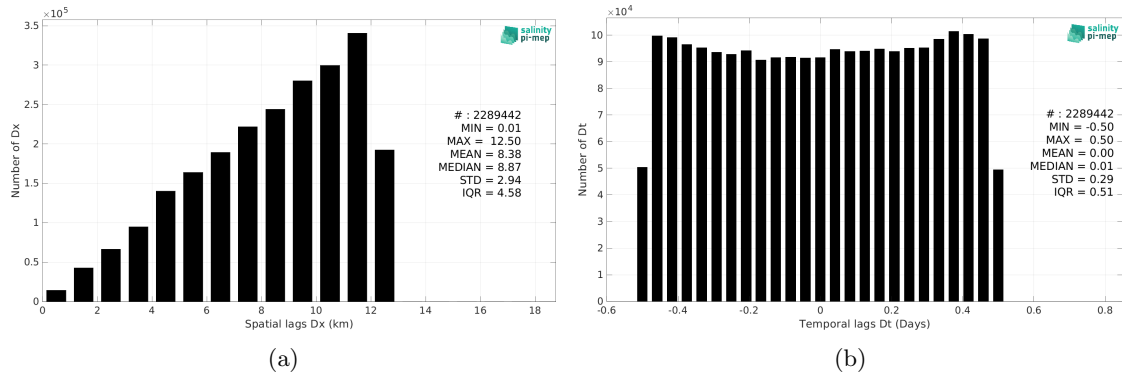 ×10⁵
3.5
3
2.5
2
1.5
1
0.5
0
Number of Dx
0 2 4 6 8 10 12 14 16 18
Spatial lags Dx (km)
salinity
pi-mep
# : 2289442
MIN = 0.01
MAX = 12.50
MEAN = 8.38
MEDIAN = 8.87
STD = 2.94
IQR = 4.58
(a)
×10⁴
10
9
8
7
6
5
4
3
2
1
0
Number of Dt
-0.6 -0.4 -0.2 0 0.2 0.4 0.6 0.8
Temporal lags Dt (Days)
salinity
pi-mep
# : 2289442
MIN = -0.50
MAX = 0.50
MEAN = 0.00
MEDIAN = 0.01
STD = 0.29
IQR = 0.51
(b)